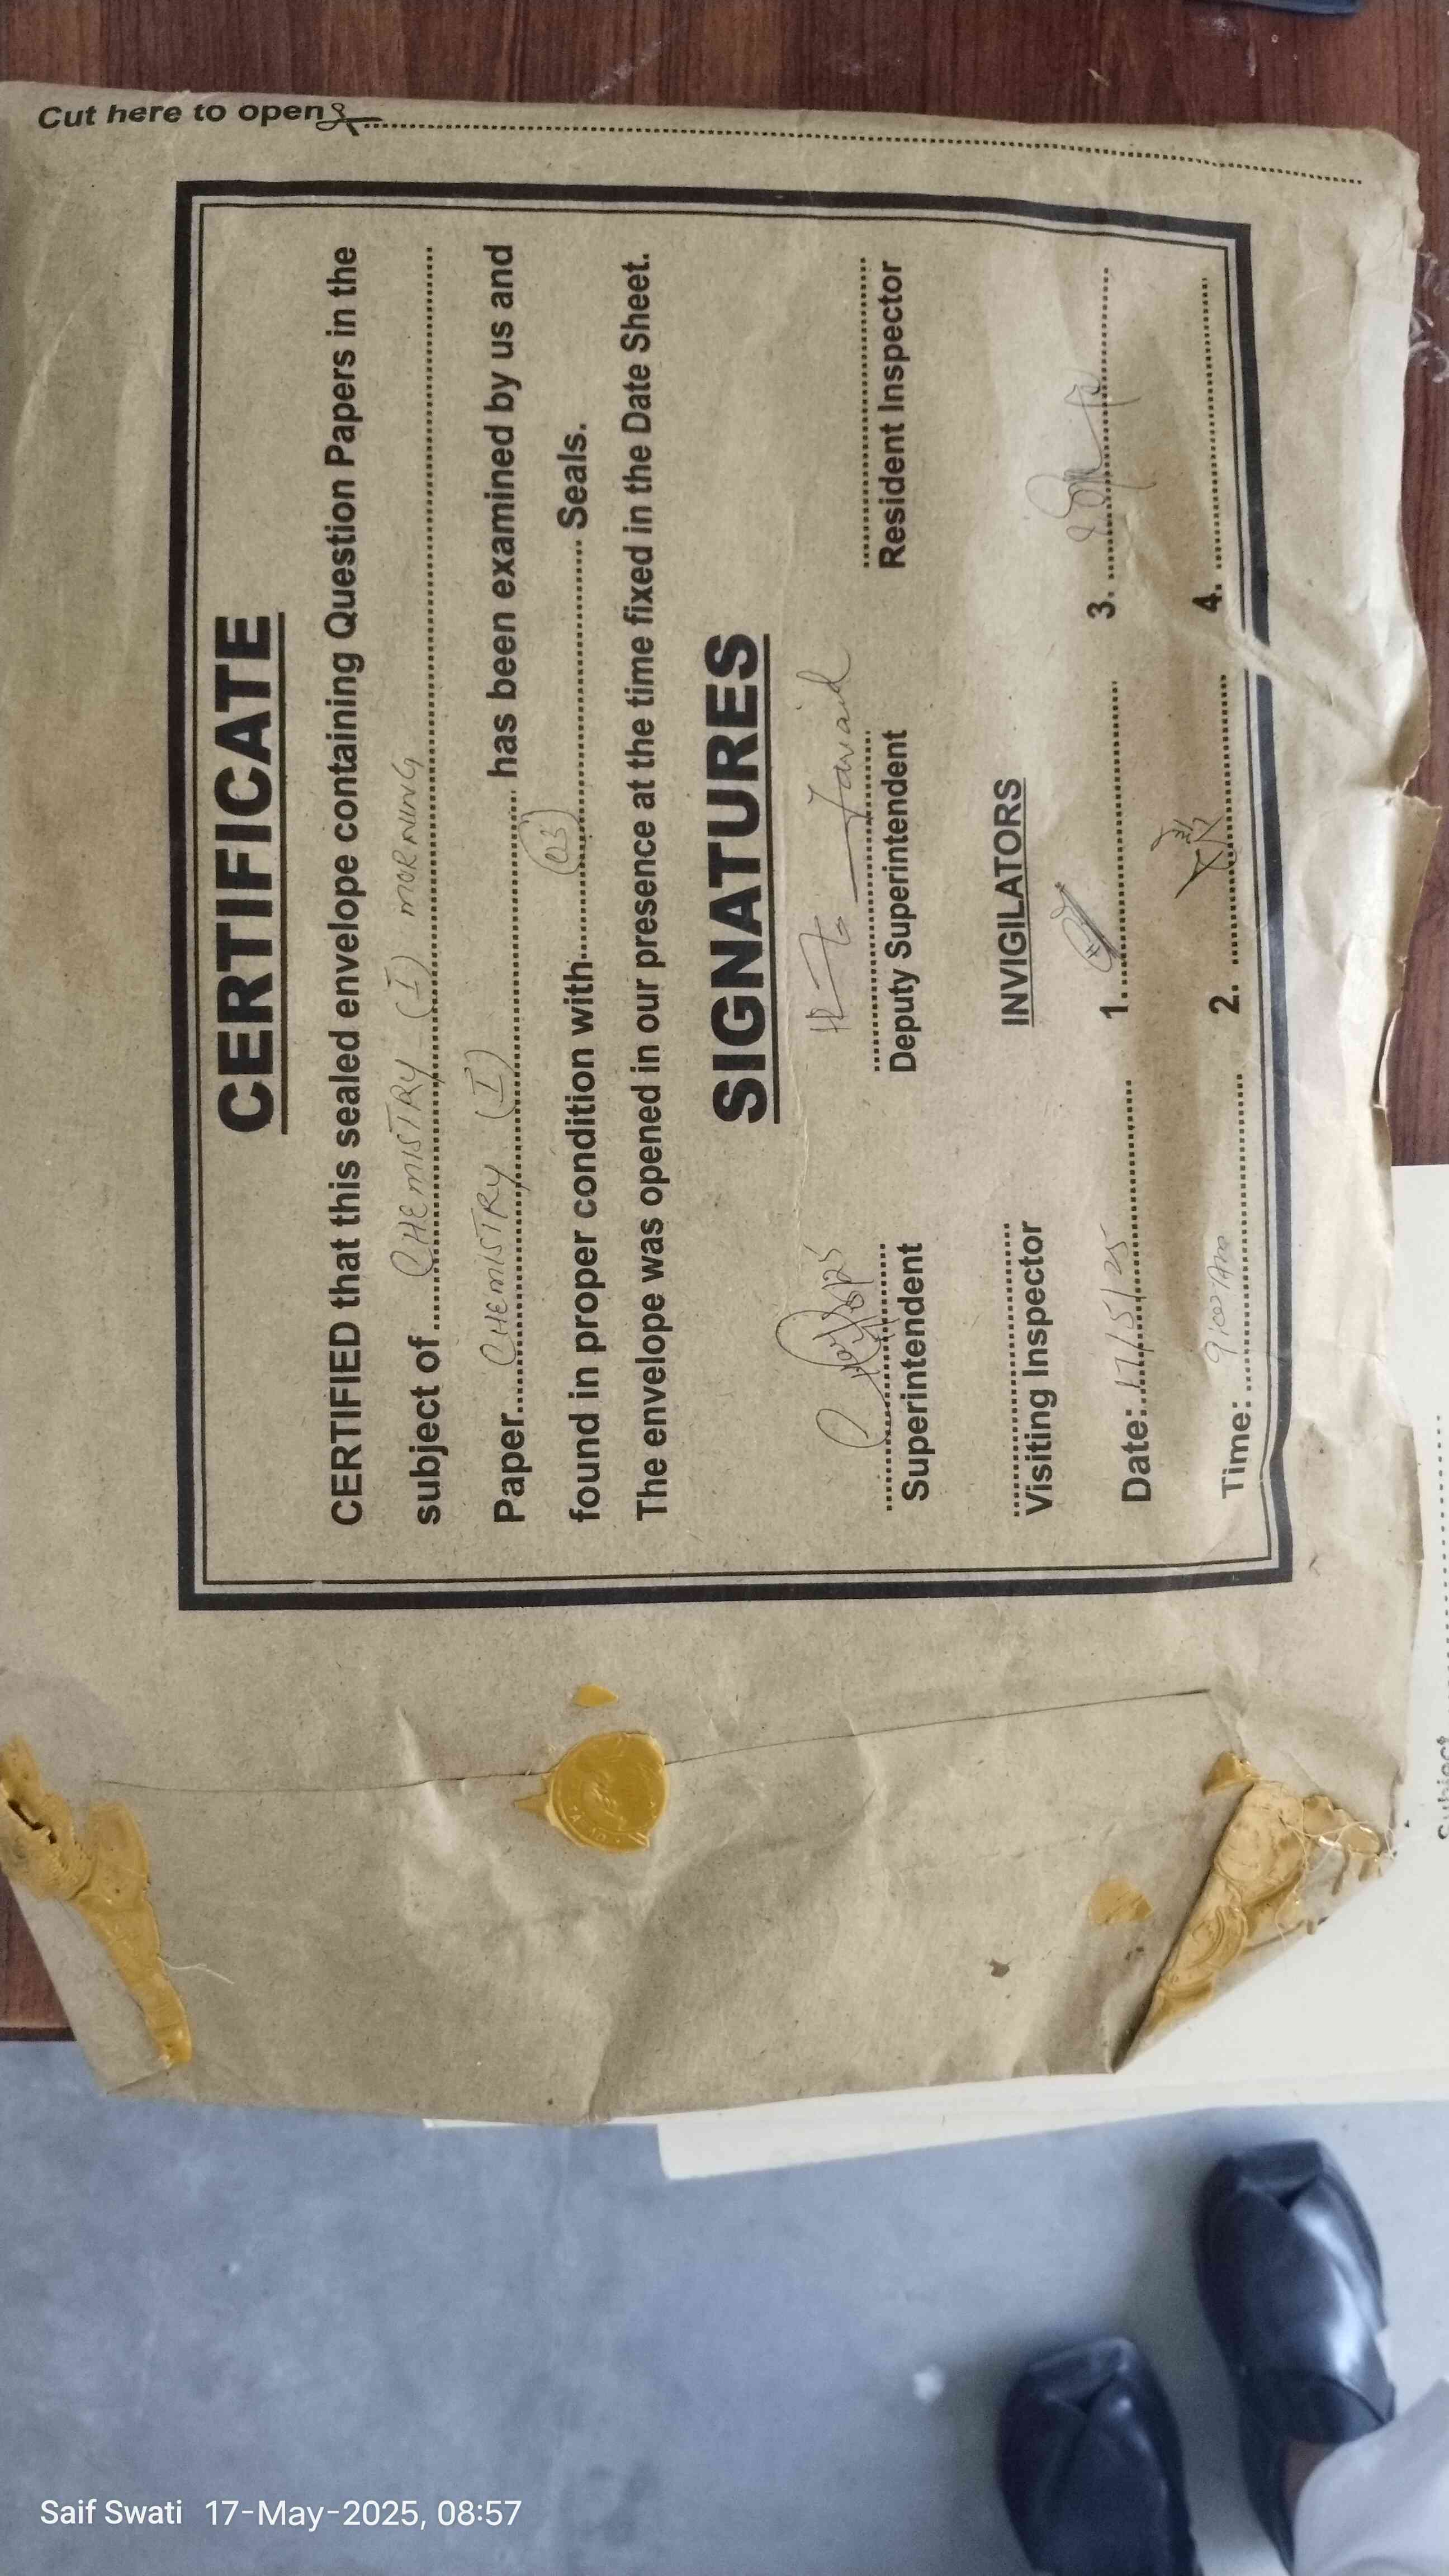 Cut here to open
CERTIFICATE
CERTIFIED that this sealed envelope containing Question Papers in the
subject of CHEMISTRY (I) MORNING
Paper CHEMISTRY (I) has been examined by us and
found in proper condition with (03) Seals.
The envelope was opened in our presence at the time fixed in the Date Sheet.
SIGNATURES
Javaid
Superintendent Deputy Superintendent Resident Inspector
INVIGILATORS
Visiting Inspector
Date: 17/5/25 1. 3.
Time: 9:00 Am 2. 4.
Subject
Saif Swati 17-May-2025, 08:57